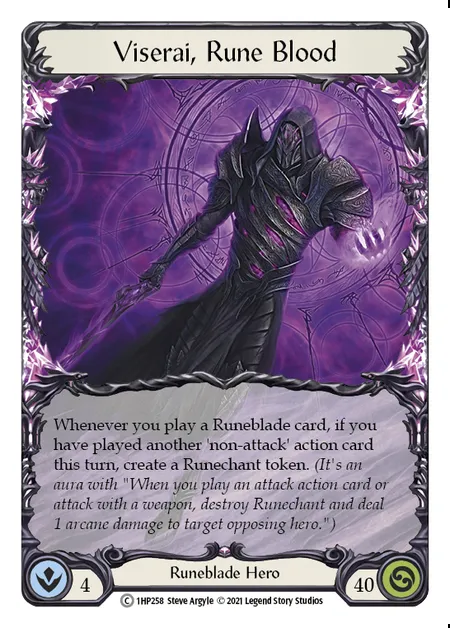 Viserai, Rune Blood
Whenever you play a Runeblade card, if you
have played another 'non-attack' action card
this turn, create a Runechant token. (It's an
aura with "When you play an attack action card or
attack with a weapon, destroy Runechant and deal
1 arcane damage to target opposing hero.")
4
Runeblade Hero
40
C 1HP258 Steve Argyle © 2021 Legend Story Studios